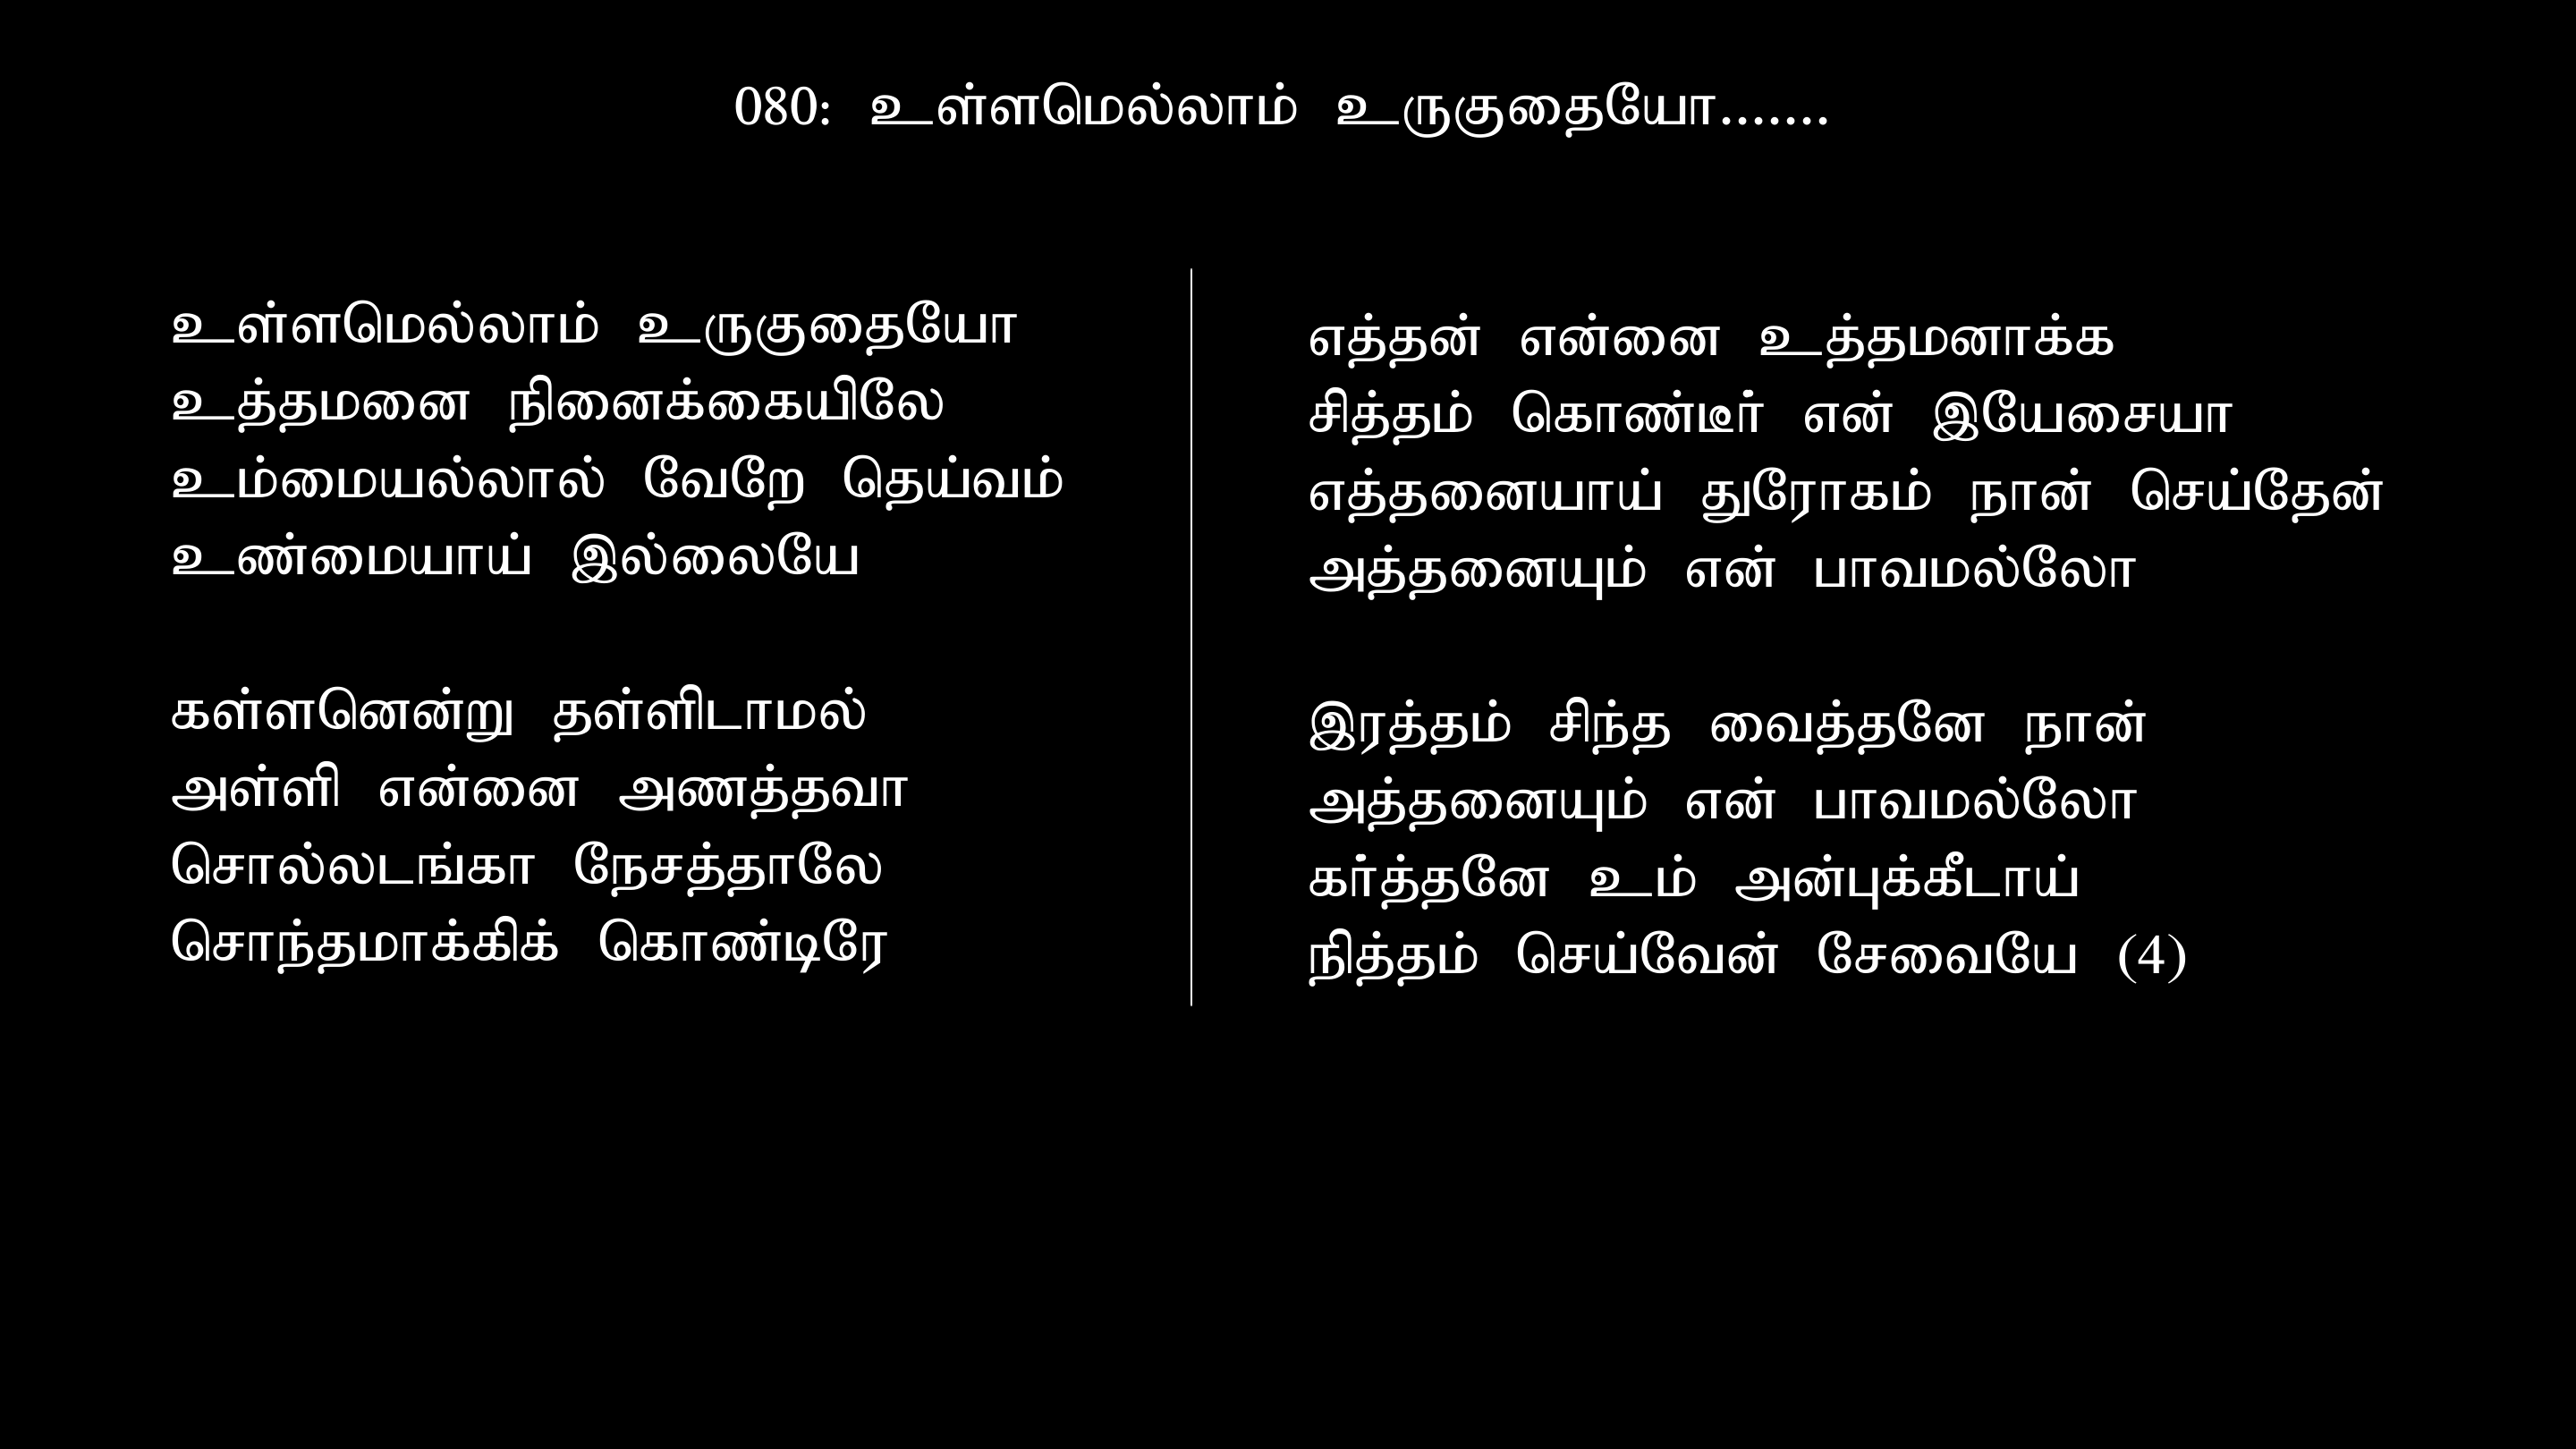 080: உள்ளமெல்லாம் உருகுதையோ.......
உள்ளமெல்லாம் உருகுதையோ
உத்தமனை நினைக்கையிலே
உம்மையல்லால் வேறே தெய்வம்
உண்மையாய் இல்லையே
கள்ளனென்று தள்ளிடாமல்
அள்ளி என்னை அணத்தவா
சொல்லடங்கா நேசத்தாலே
சொந்தமாக்கிக் கொண்டிரே
எத்தன் என்னை உத்தமனாக்க
சித்தம் கொண்டீர் என் இயேசையா
எத்தனையாய் துரோகம் நான் செய்தேன்
அத்தனையும் என் பாவமல்லோ
இரத்தம் சிந்த வைத்தனே நான்
அத்தனையும் என் பாவமல்லோ
கர்த்தனே உம் அன்புக்கீடாய்
நித்தம் செய்வேன் சேவையே (4)